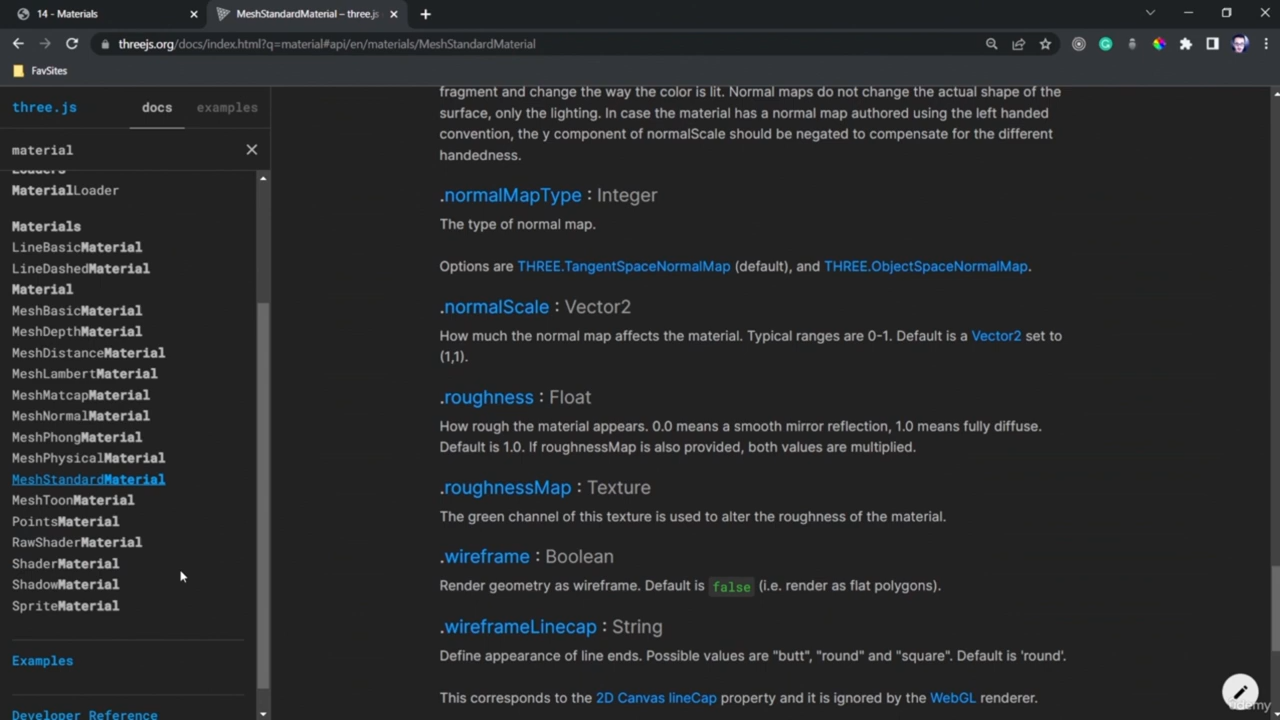 14 - Materials
MeshStandardMaterial – three.js
threejs.org/docs/index.html?q=material#api/en/materials/MeshStandardMaterial
FavSites
three.js docs examples
material
Loaders
MaterialLoader
Materials
LineBasicMaterial
LineDashedMaterial
Material
MeshBasicMaterial
MeshDepthMaterial
MeshDistanceMaterial
MeshLambertMaterial
MeshMatcapMaterial
MeshNormalMaterial
MeshPhongMaterial
MeshPhysicalMaterial
MeshStandardMaterial
MeshToonMaterial
PointsMaterial
RawShaderMaterial
ShaderMaterial
ShadowMaterial
SpriteMaterial
Examples
Developer Reference
fragment and change the way the color is lit. Normal maps do not change the actual shape of the
surface, only the lighting. In case the material has a normal map authored using the left handed
convention, the y component of normalScale should be negated to compensate for the different
handedness.
.normalMapType : Integer
The type of normal map.
Options are THREE.TangentSpaceNormalMap (default), and THREE.ObjectSpaceNormalMap.
.normalScale : Vector2
How much the normal map affects the material. Typical ranges are 0-1. Default is a Vector2 set to
(1,1).
.roughness : Float
How rough the material appears. 0.0 means a smooth mirror reflection, 1.0 means fully diffuse.
Default is 1.0. If roughnessMap is also provided, both values are multiplied.
.roughnessMap : Texture
The green channel of this texture is used to alter the roughness of the material.
.wireframe : Boolean
Render geometry as wireframe. Default is false (i.e. render as flat polygons).
.wireframeLinecap : String
Define appearance of line ends. Possible values are "butt", "round" and "square". Default is 'round'.
This corresponds to the 2D Canvas lineCap property and it is ignored by the WebGL renderer.
udemy